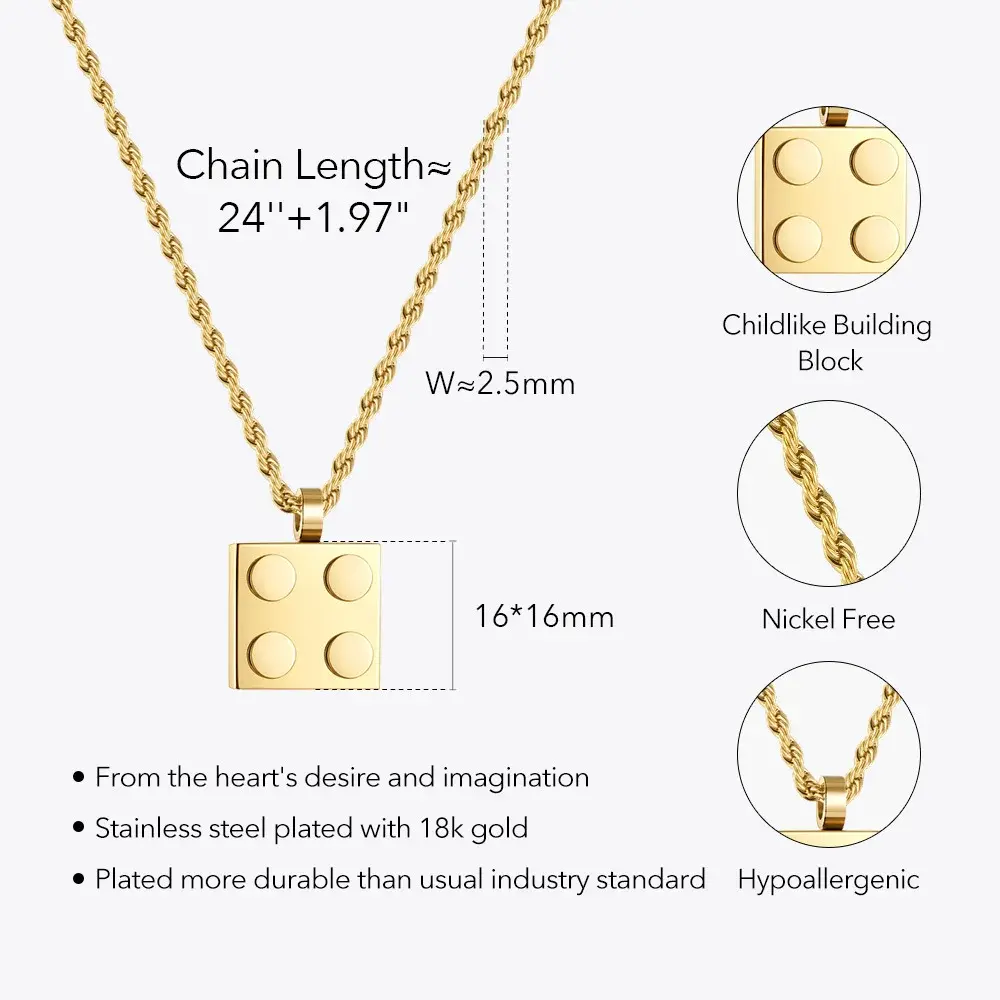 Chain Length≈
24''+1.97"
W≈2.5mm
16*16mm
Childlike Building
Block
Nickel Free
Hypoallergenic
• From the heart's desire and imagination
• Stainless steel plated with 18k gold
• Plated more durable than usual industry standard